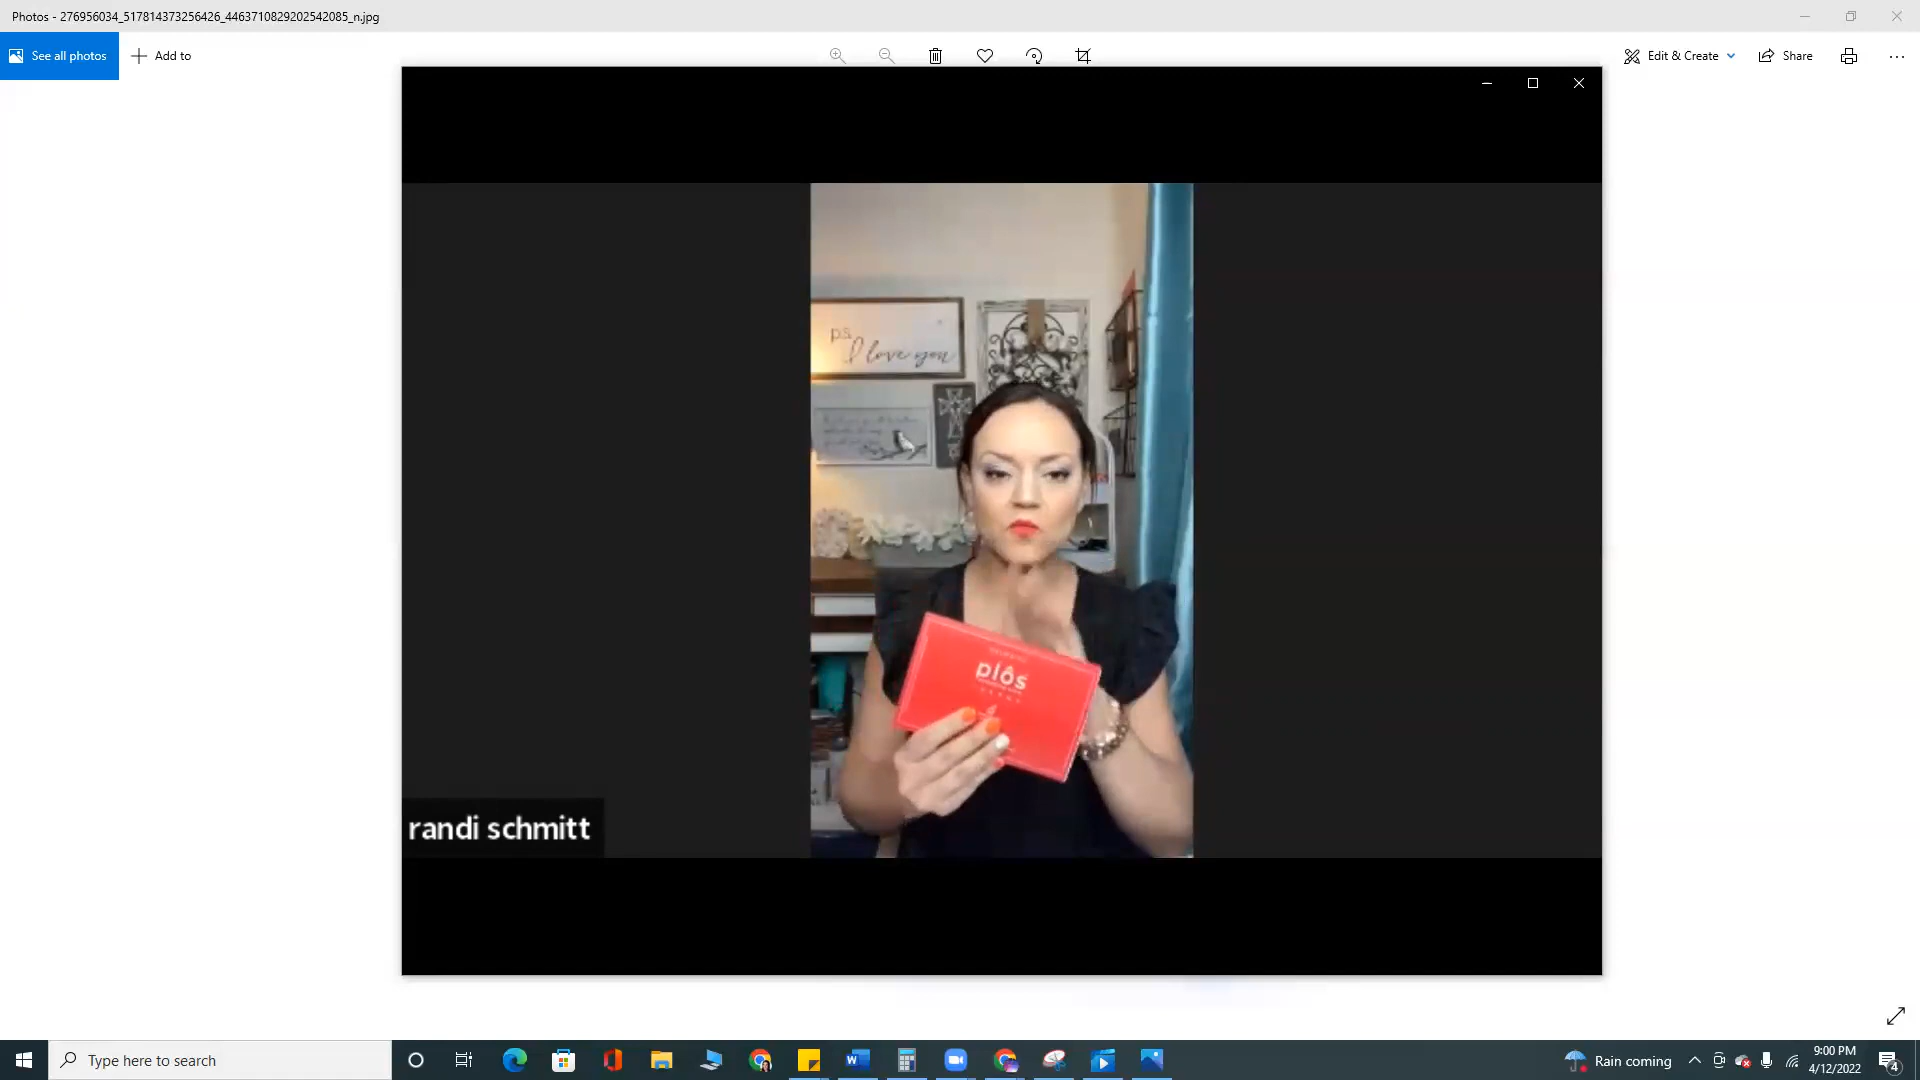 Photos - 276956034_517814373256426_4463710829202542085_n.jpg
See all photos
Add to
Edit & Create
Share
p.s.
I love you
plôs
randi schmitt
Type here to search
Rain coming
9:00 PM
4/12/2022
4